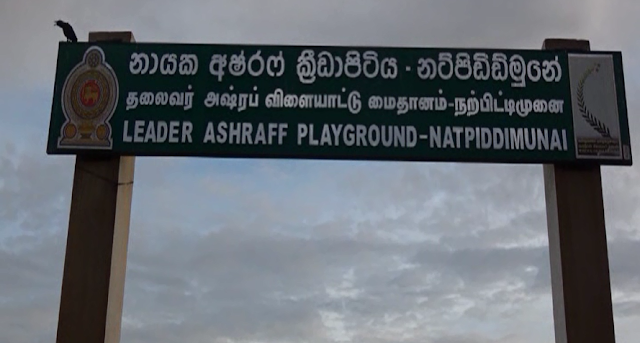 නායක අෂ්රෆ් ක්‍රීඩාපිටිය - නට්පිඩ්ඩිමුනේ
தலைவர் அஷ்ரப் விளையாட்டு மைதானம்-நற்பிட்டிமுனை
LEADER ASHRAFF PLAYGROUND-NATPIDDIMUNAI